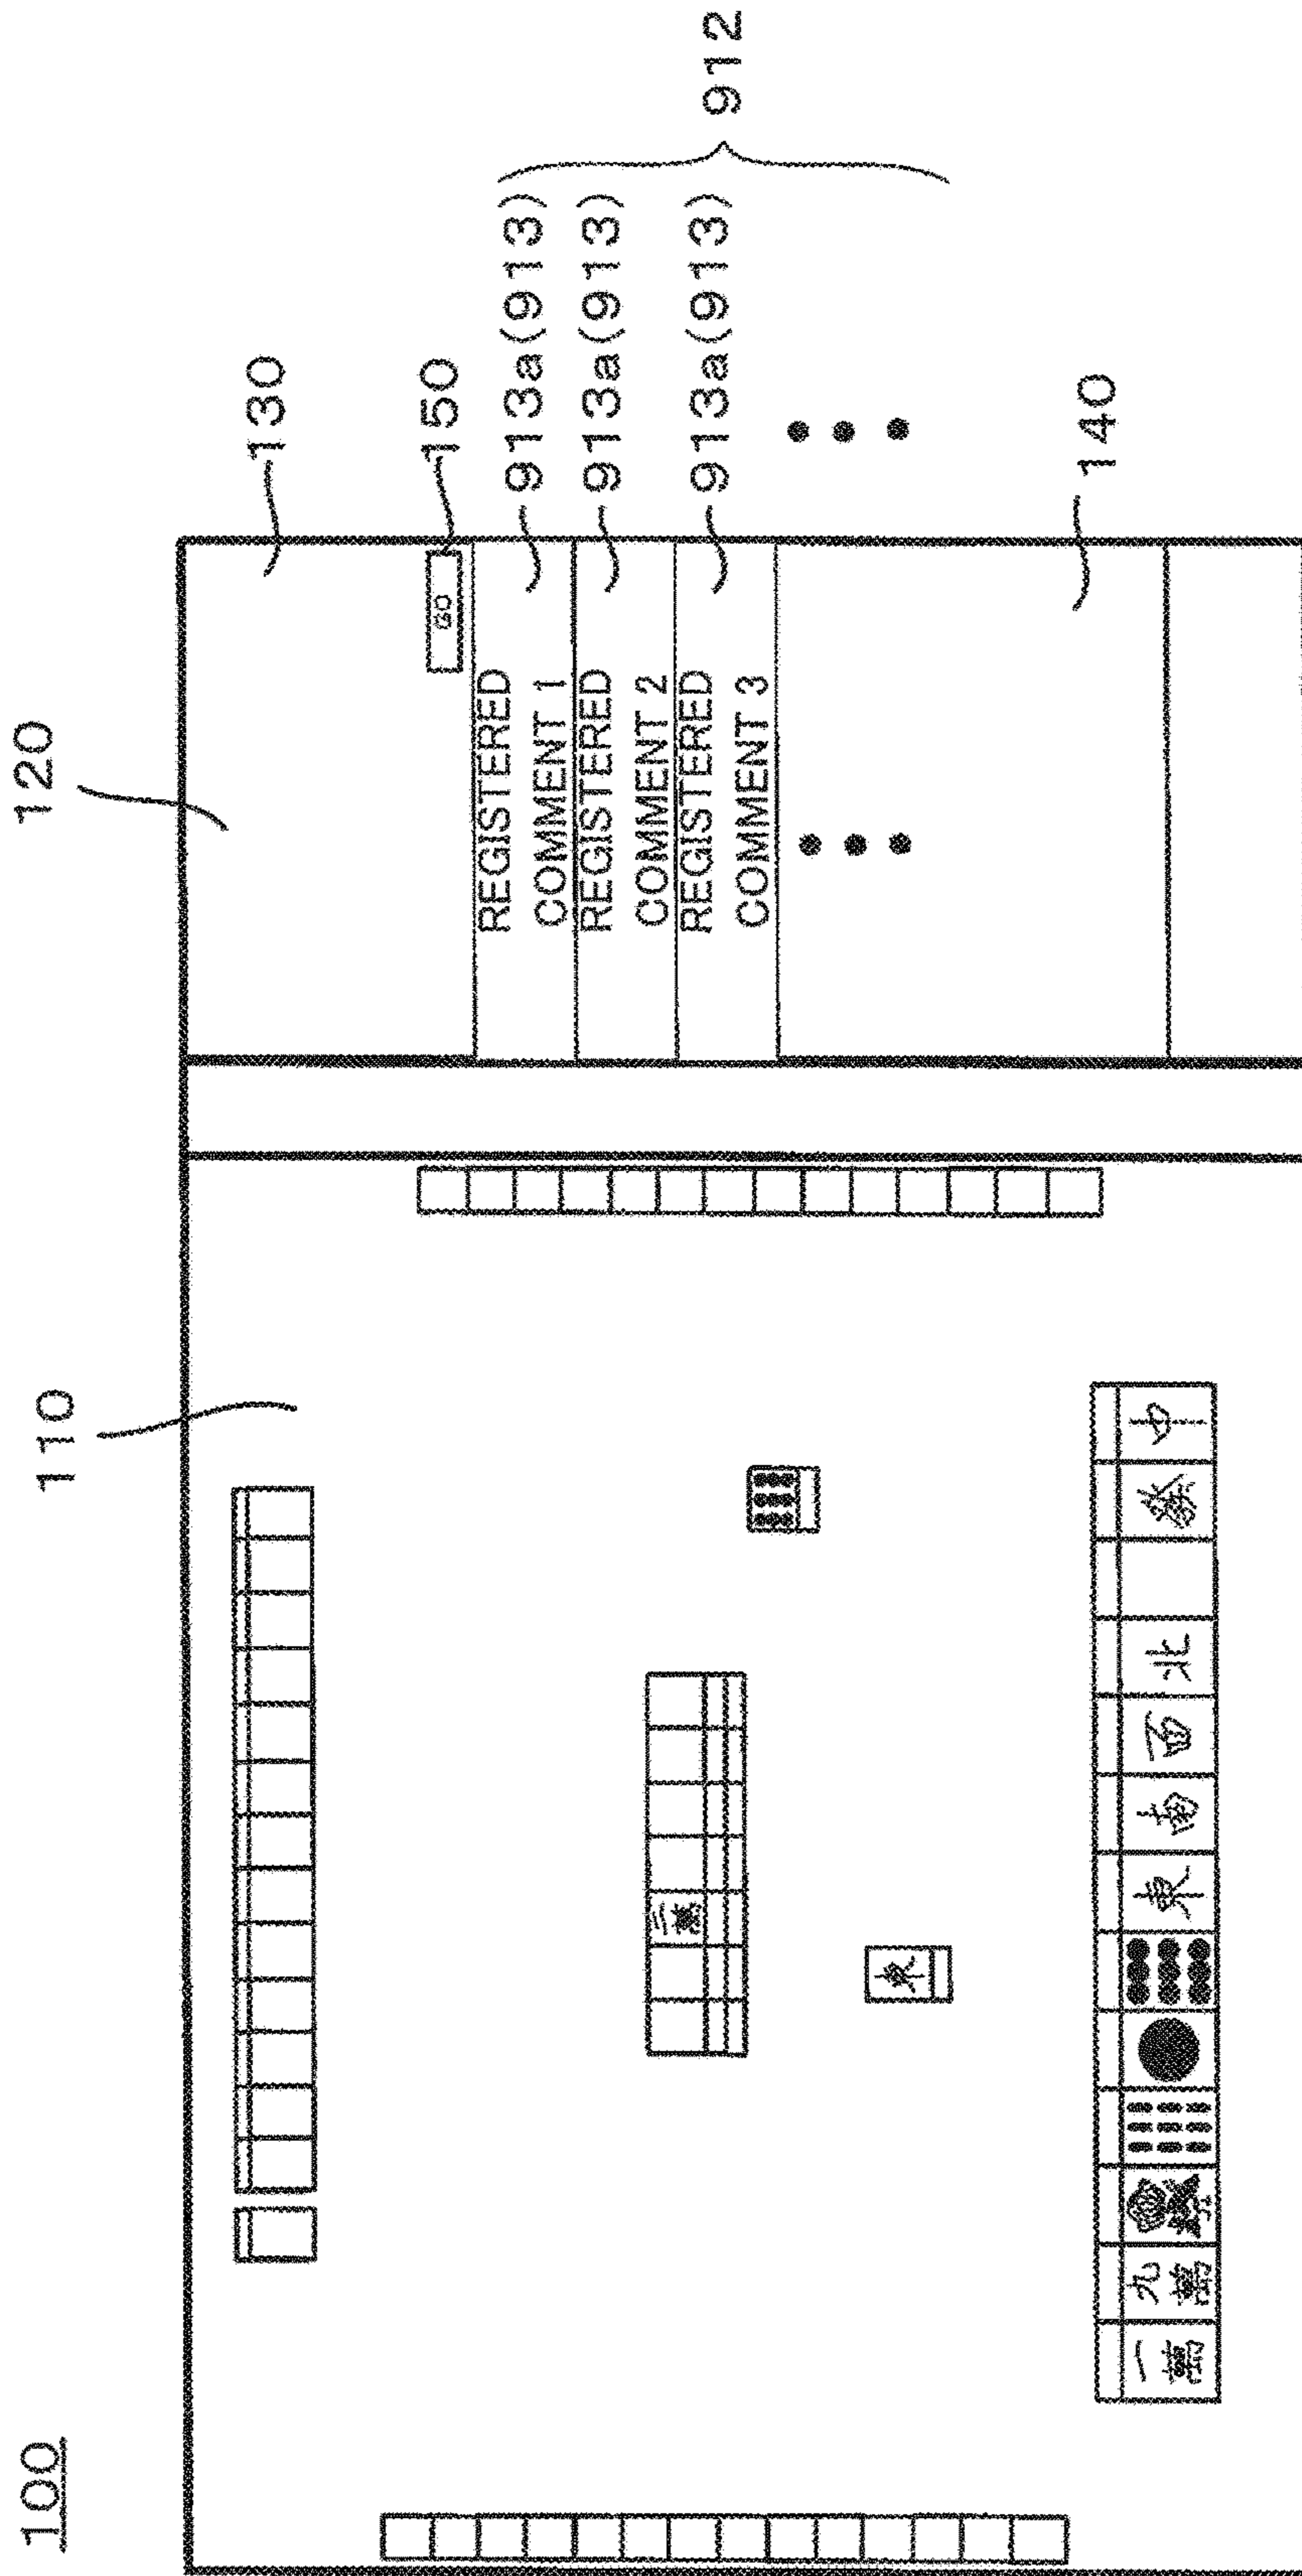 100
110
120
130
150
GO
REGISTERED
COMMENT 1
913a(913)
REGISTERED
COMMENT 2
913a(913)
REGISTERED
COMMENT 3
913a(913)
912
140
二萬
東
一萬 九萬 東 南 西 北 發 中